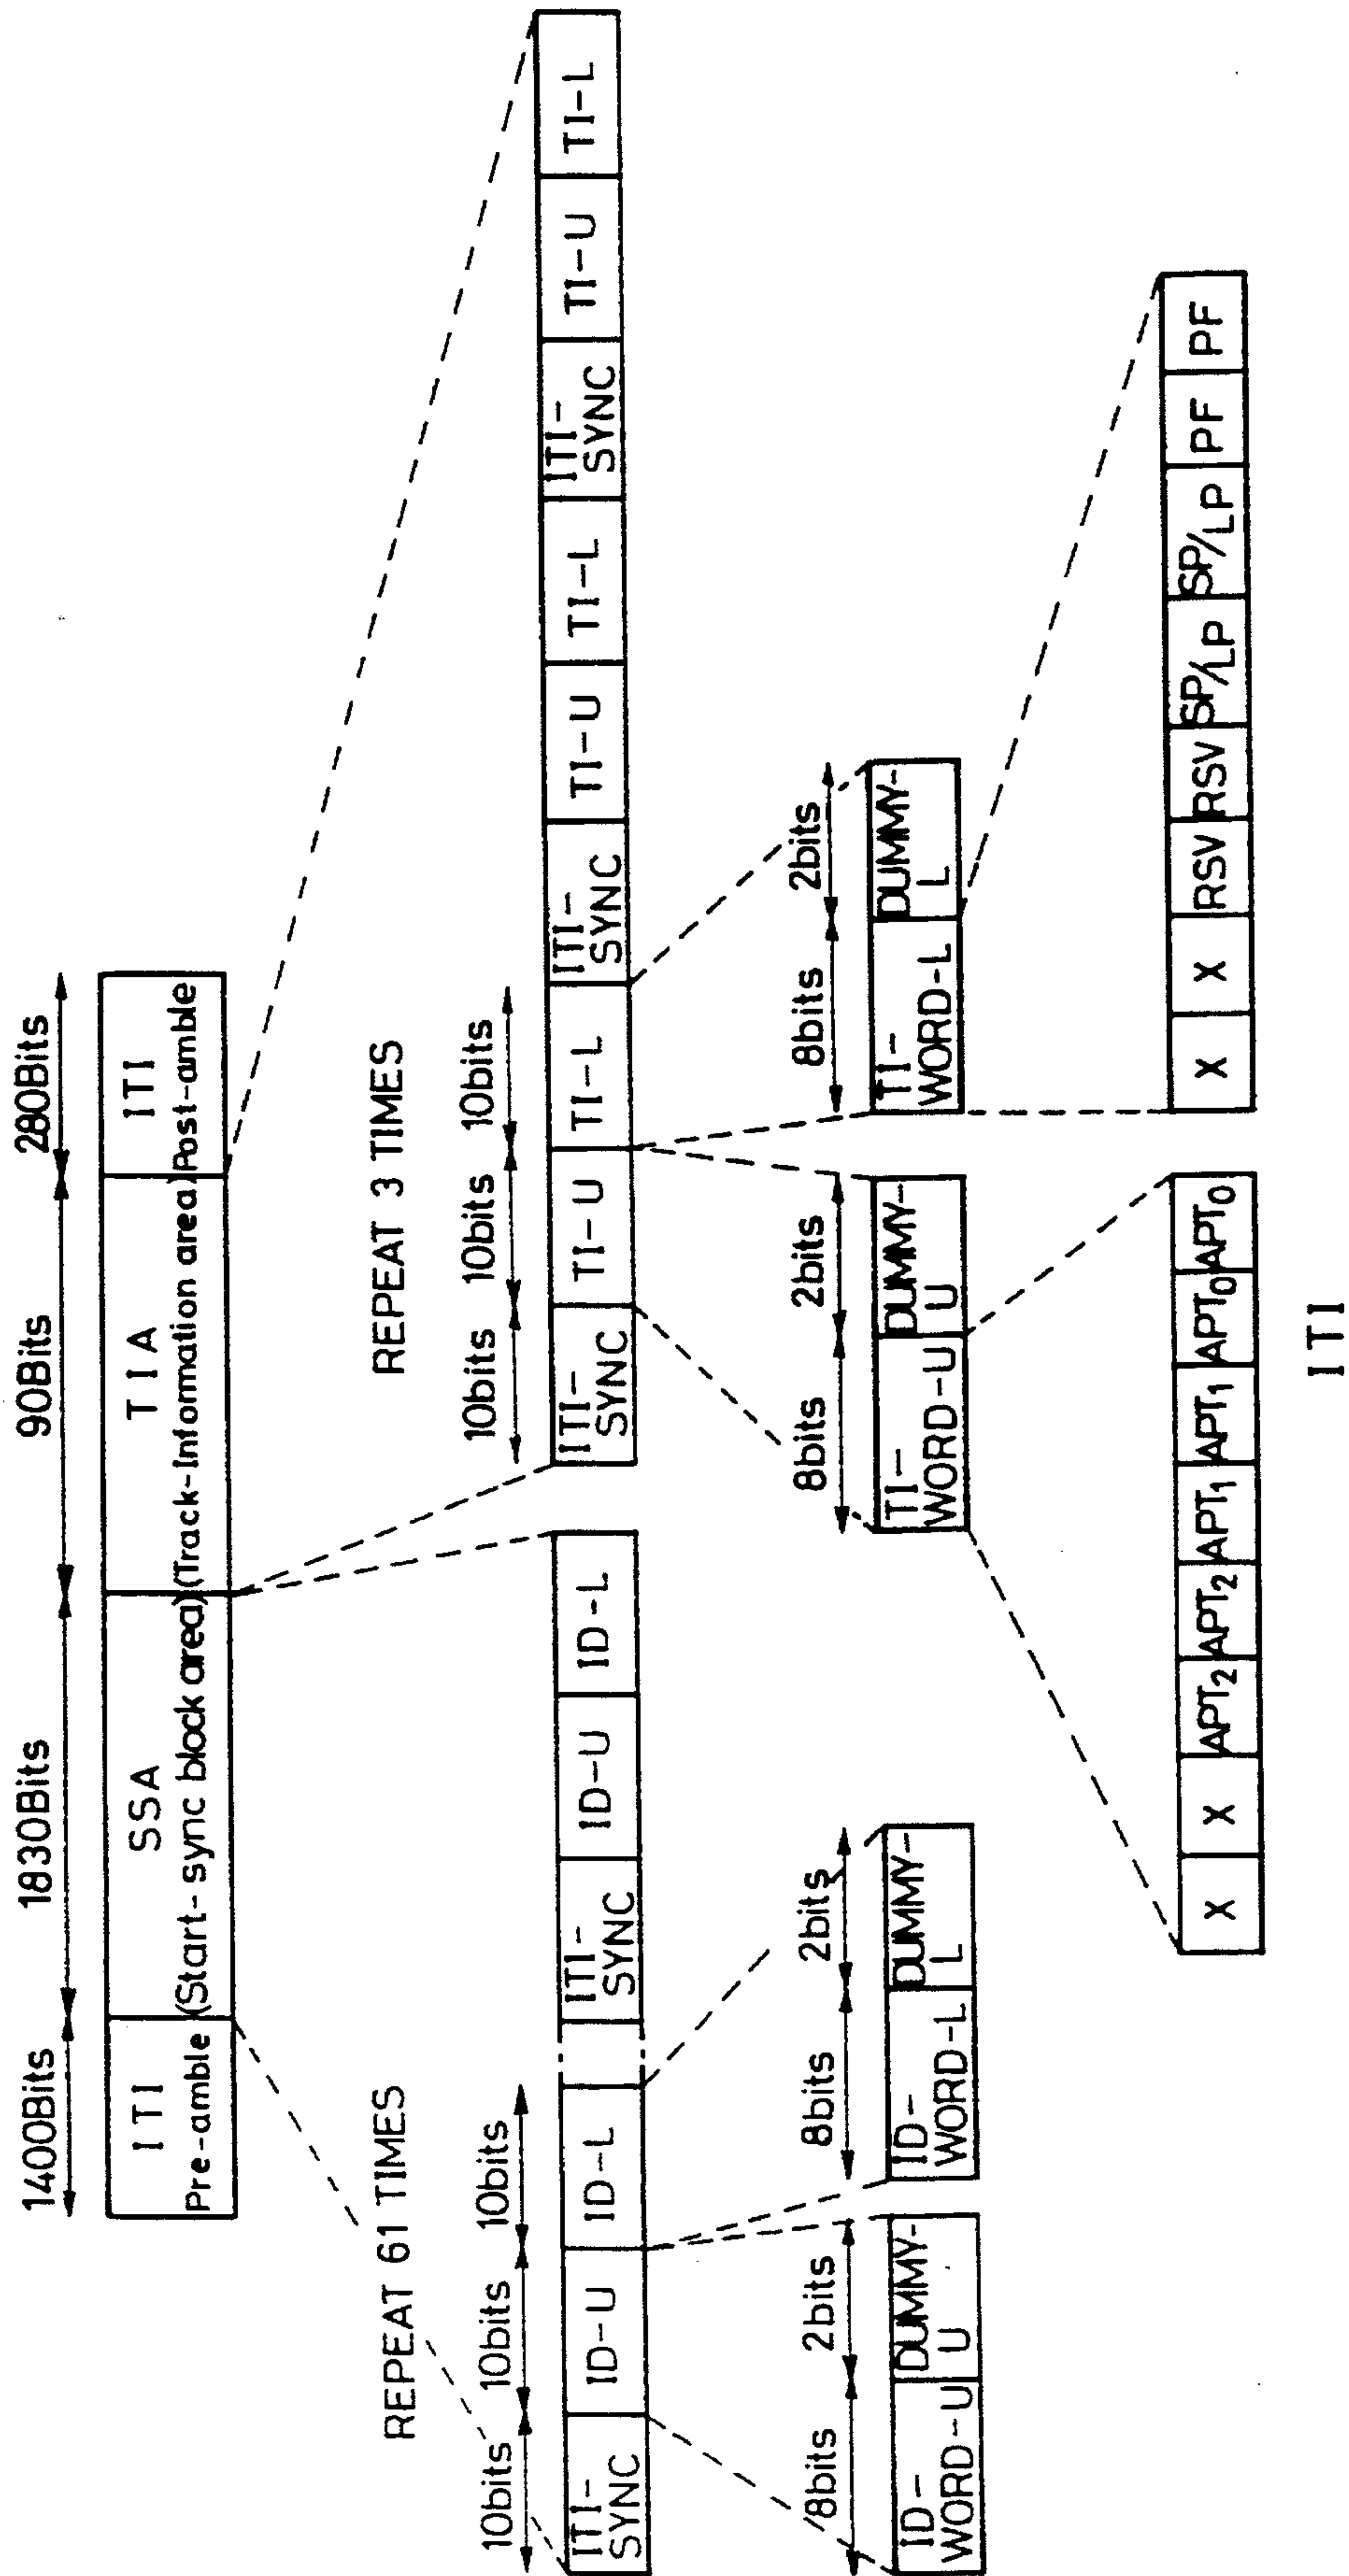 1400Bits 1830Bits 90Bits 280Bits
ITI SSA TIA ITI
Pre-amble (Start-sync block area) (Track-Information area) Post-amble
REPEAT 61 TIMES
REPEAT 3 TIMES
10bits 10bits 10bits
ITI-SYNC ID-U ID-L ITI-SYNC ID-U ID-L
10bits 10bits 10bits
ITI-SYNC TI-U TI-L ITI-SYNC TI-U TI-L ITI-SYNC TI-U TI-L
8bits 2bits 8bits 2bits 8bits 2bits 8bits 2bits
ID-WORD-U DUMMY-U ID-WORD-L DUMMY-L TI-WORD-U DUMMY-U TI-WORD-L DUMMY-L
X X APT2 APT2 APT1 APT1 APT0 APT0
X X RSV RSV SP/LP SP/LP PF PF
ITI